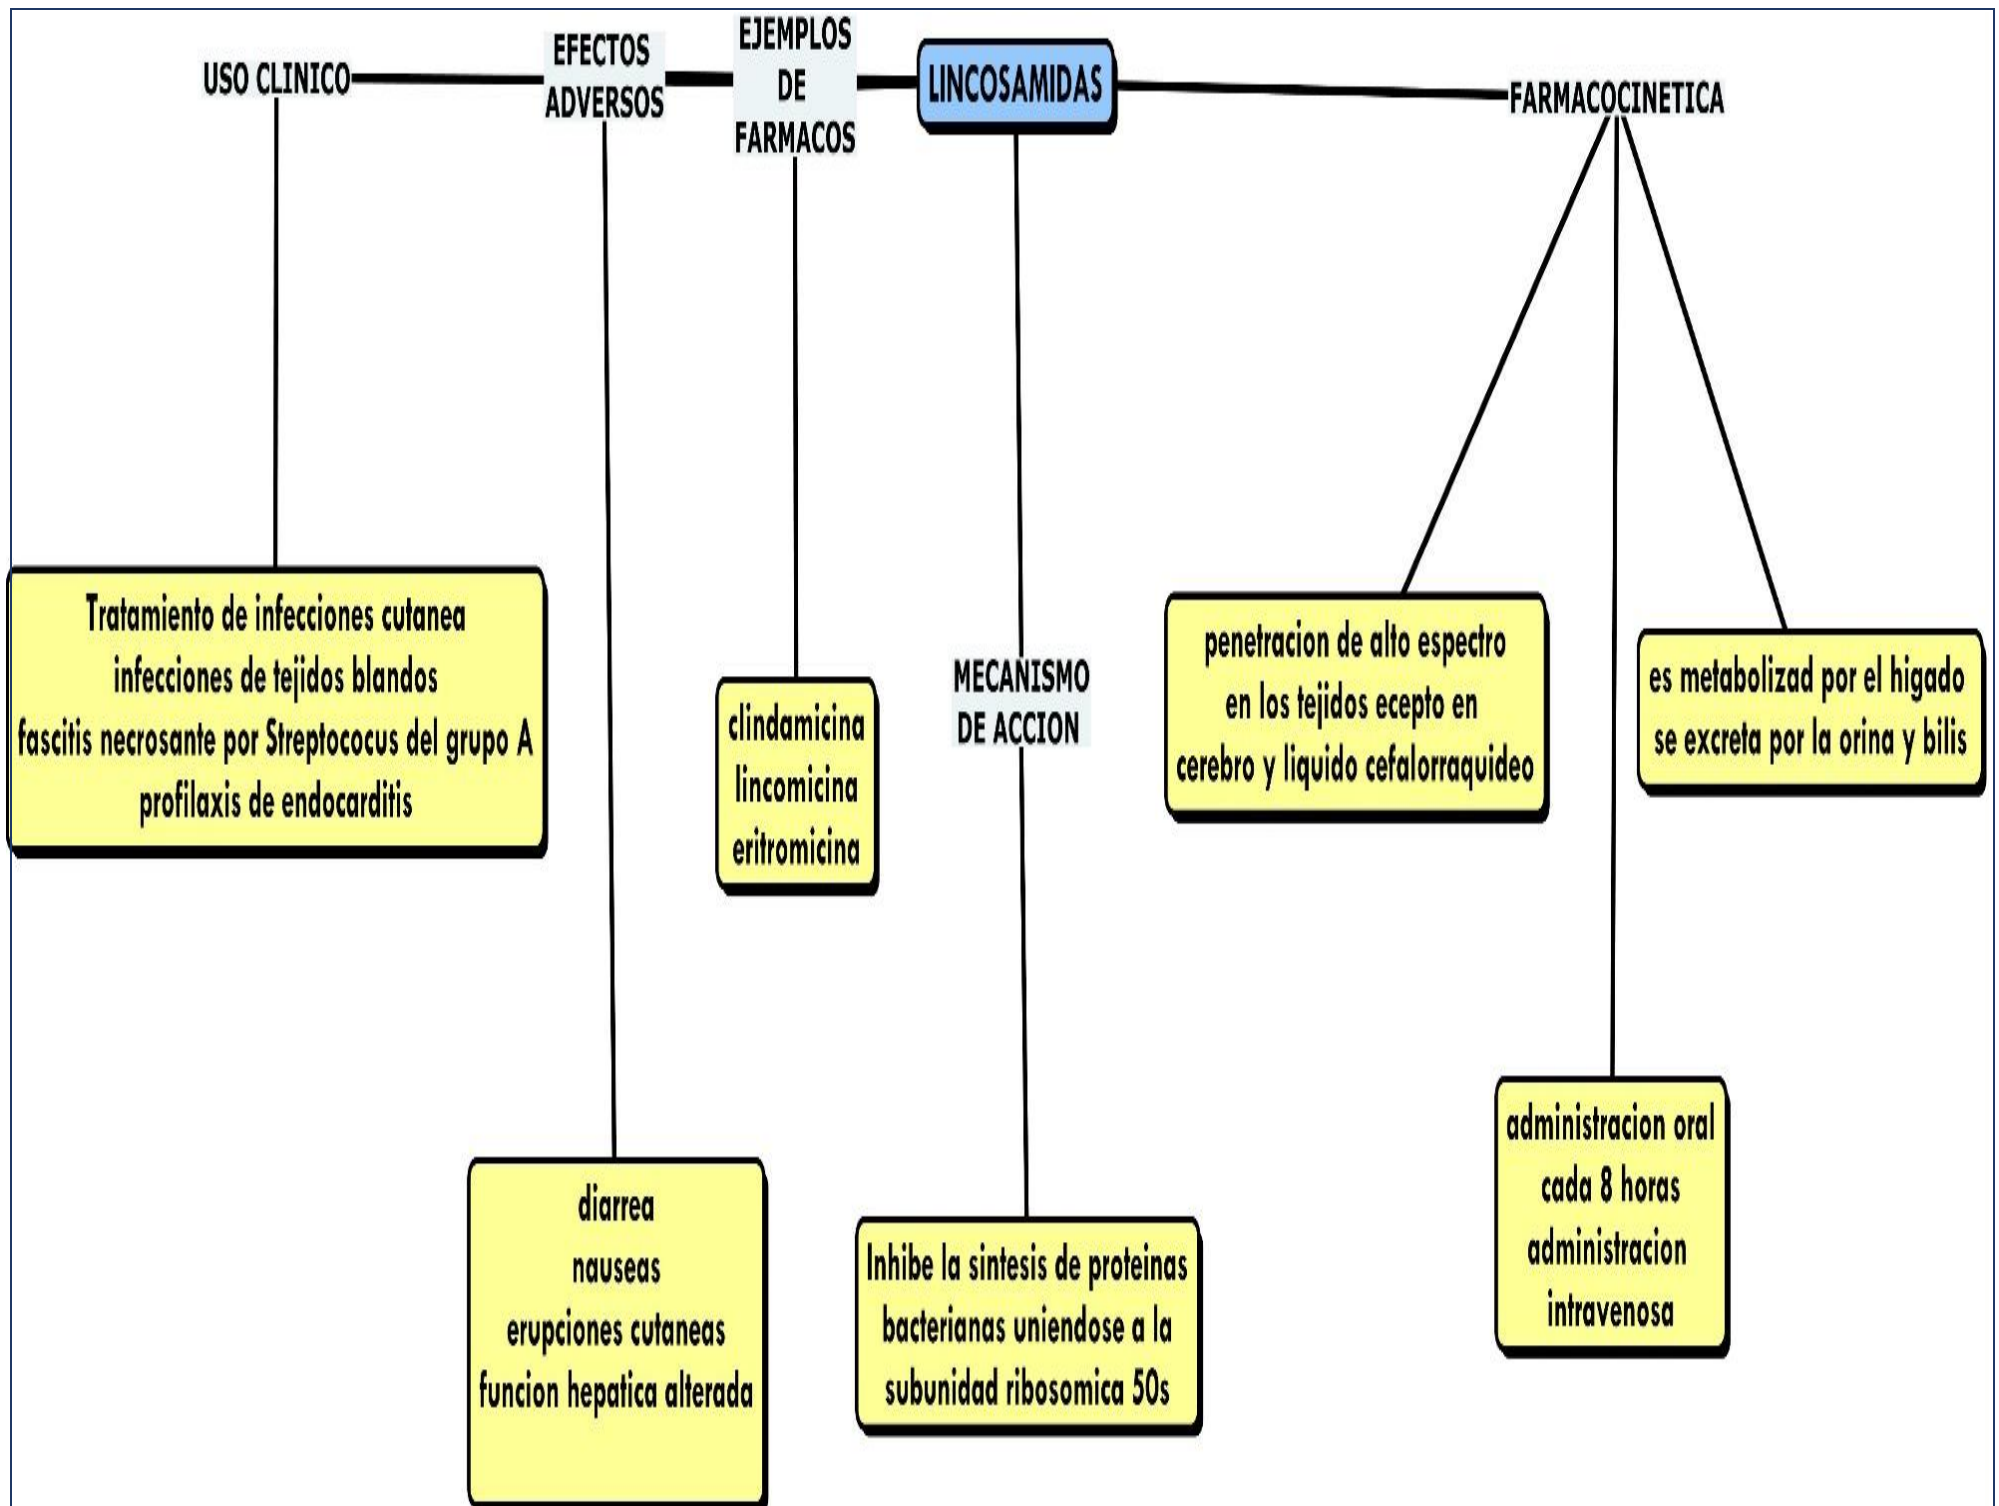 USO CLINICO
EFECTOS
ADVERSOS
EJEMPLOS
DE
FARMACOS
LINCOSAMIDAS
FARMACOCINETICA
Tratamiento de infecciones cutanea
infecciones de tejidos blandos
fascitis necrosante por Streptococus del grupo A
profilaxis de endocarditis
clindamicina
lincomicina
eritromicina
MECANISMO
DE ACCION
penetracion de alto espectro
en los tejidos ecepto en
cerebro y liquido cefalorraquideo
es metabolizad por el higado
se excreta por la orina y bilis
diarrea
nauseas
erupciones cutaneas
funcion hepatica alterada
Inhibe la sintesis de proteinas
bacterianas uniendose a la
subunidad ribosomica 50s
administracion oral
cada 8 horas
administracion
intravenosa